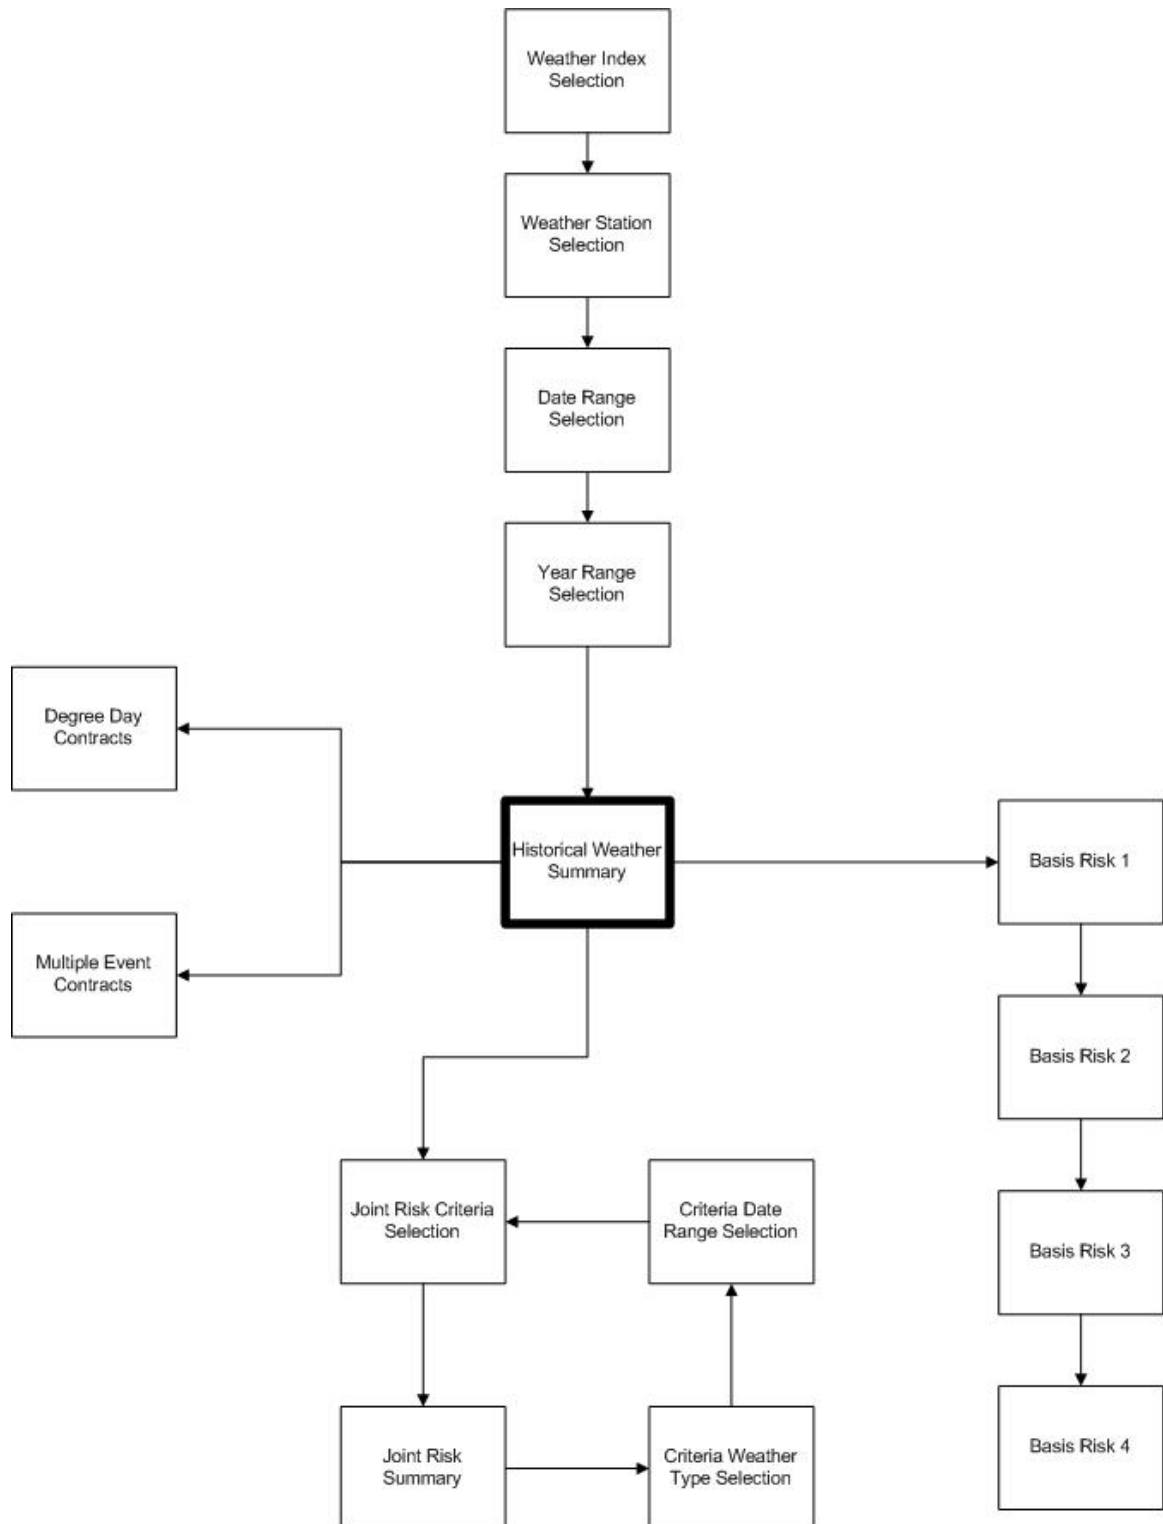 Weather Index
Selection
Weather Station
Selection
Date Range
Selection
Year Range
Selection
Degree Day
Contracts
Historical Weather
Summary
Basis Risk 1
Multiple Event
Contracts
Basis Risk 2
Joint Risk Criteria
Selection
Criteria Date
Range Selection
Basis Risk 3
Joint Risk
Summary
Criteria Weather
Type Selection
Basis Risk 4